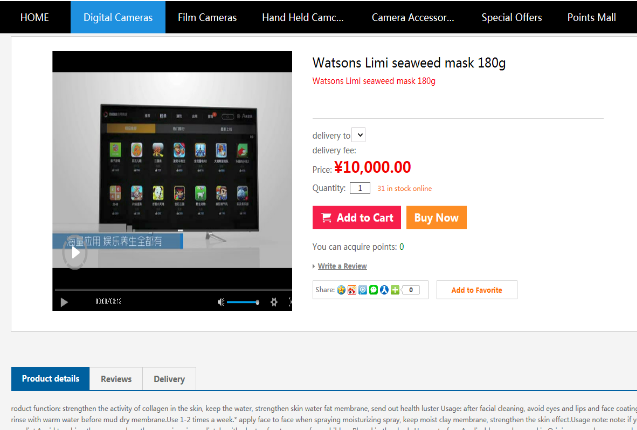 HOME Digital Cameras Film Cameras Hand Held Camc... Camera Accessor... Special Offers Points Mall
Watsons Limi seaweed mask 180g
Watsons Limi seaweed mask 180g
delivery to
delivery fee:
Price: ¥10,000.00
Quantity: 1 31 in stock online
Add to Cart Buy Now
质量应用 娱乐养生全都有
You can acquire points: 0
Write a Review
Share: 0 Add to Favorite
Product details Reviews Delivery
roduct function: strengthen the activity of collagen in the skin, keep the water, strengthen skin water fat membrane, send out health luster Usage: after facial cleaning, avoid eyes and lips and face coating
rinse with warm water before mud dry membrane.Use 1-2 times a week." apply face to face when spraying moisturizing spray, keep moist clay membrane, strengthen the skin effect.Usage note: note: if y